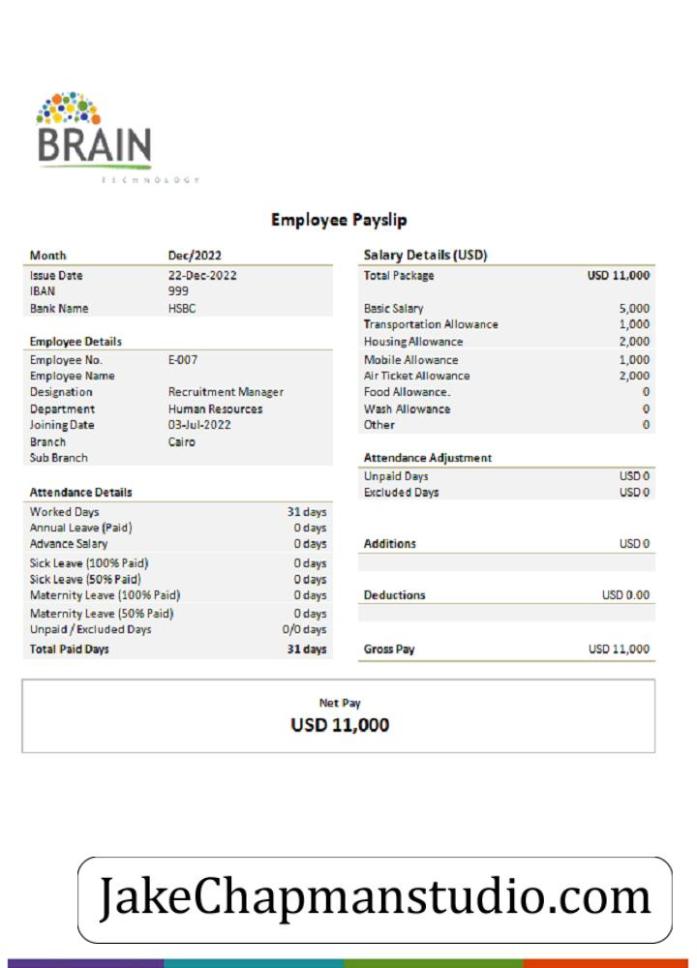 BRAIN
TECHNOLOGY
Employee Payslip
Month Dec/2022
Issue Date 22-Dec-2022
IBAN 999
Bank Name HSBC
Employee Details
Employee No. E-007
Employee Name
Designation Recruitment Manager
Department Human Resources
Joining Date 03-Jul-2022
Branch Cairo
Sub Branch
Attendance Details
Worked Days 31 days
Annual Leave (Paid) 0 days
Advance Salary 0 days
Sick Leave (100% Paid) 0 days
Sick Leave (50% Paid) 0 days
Maternity Leave (100% Paid) 0 days
Maternity Leave (50% Paid) 0 days
Unpaid / Excluded Days 0/0 days
Total Paid Days 31 days
Salary Details (USD)
Total Package USD 11,000
Basic Salary 5,000
Transportation Allowance 1,000
Housing Allowance 2,000
Mobile Allowance 1,000
Air Ticket Allowance 2,000
Food Allowance. 0
Wash Allowance 0
Other 0
Attendance Adjustment
Unpaid Days USD 0
Excluded Days USD 0
Additions USD 0
Deductions USD 0.00
Gross Pay USD 11,000
Net Pay
USD 11,000
JakeChapmanstudio.com